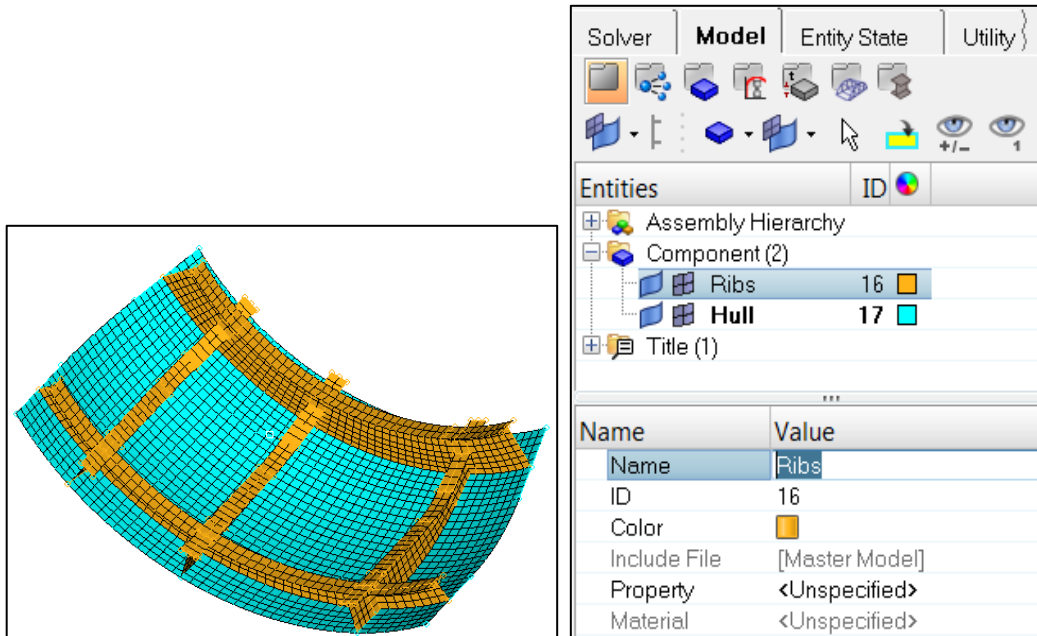 Solver Model Entity State Utility
+/− 1
Entities ID
Assembly Hierarchy
Component (2)
Ribs 16
Hull 17
Title (1)
Name Value
Name Ribs
ID 16
Color
Include File [Master Model]
Property <Unspecified>
Material <Unspecified>